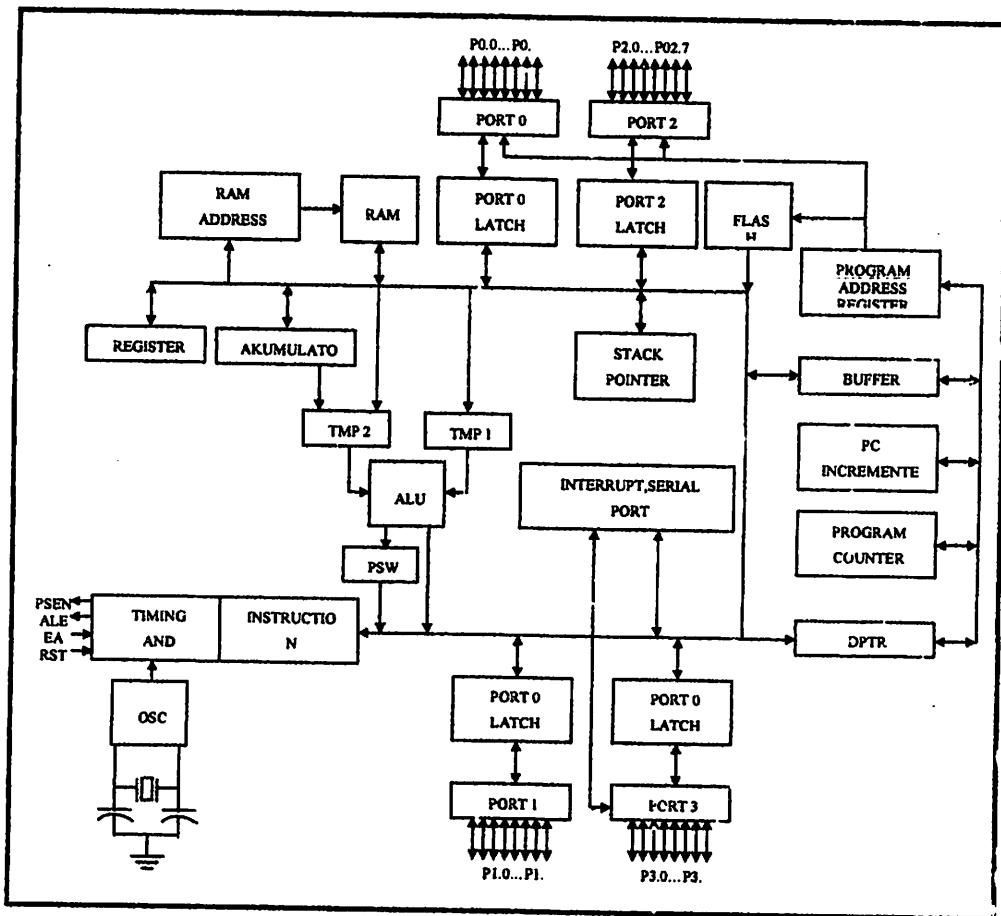 P0.0...P0.
P2.0...P02.7
PORT 0
PORT 2
RAM
ADDRESS
RAM
PORT 0
LATCH
PORT 2
LATCH
FLAS
H
PROGRAM
ADDRESS
REGISTER
REGISTER
AKUMULATO
STACK
POINTER
BUFFER
TMP 2
TMP 1
ALU
INTERRUPT,SERIAL
PORT
PC
INCREMENTE
PROGRAM
COUNTER
PSW
PSEN
ALE
EA
RST
TIMING
AND
INSTRUCTIO
N
DPTR
OSC
PORT 0
LATCH
PORT 0
LATCH
PORT 1
PORT 3
P1.0...P1.
P3.0...P3.